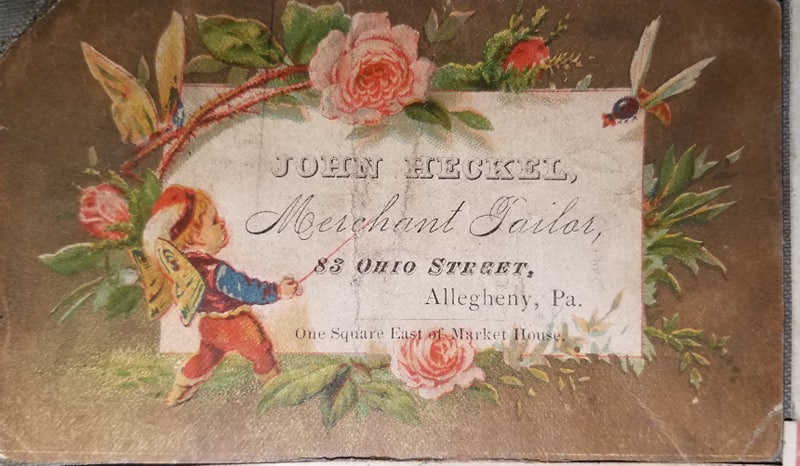 JOHN HECKEL,
Merchant Tailor,
83 OHIO STREET,
Allegheny, Pa.
One Square East of Market House.